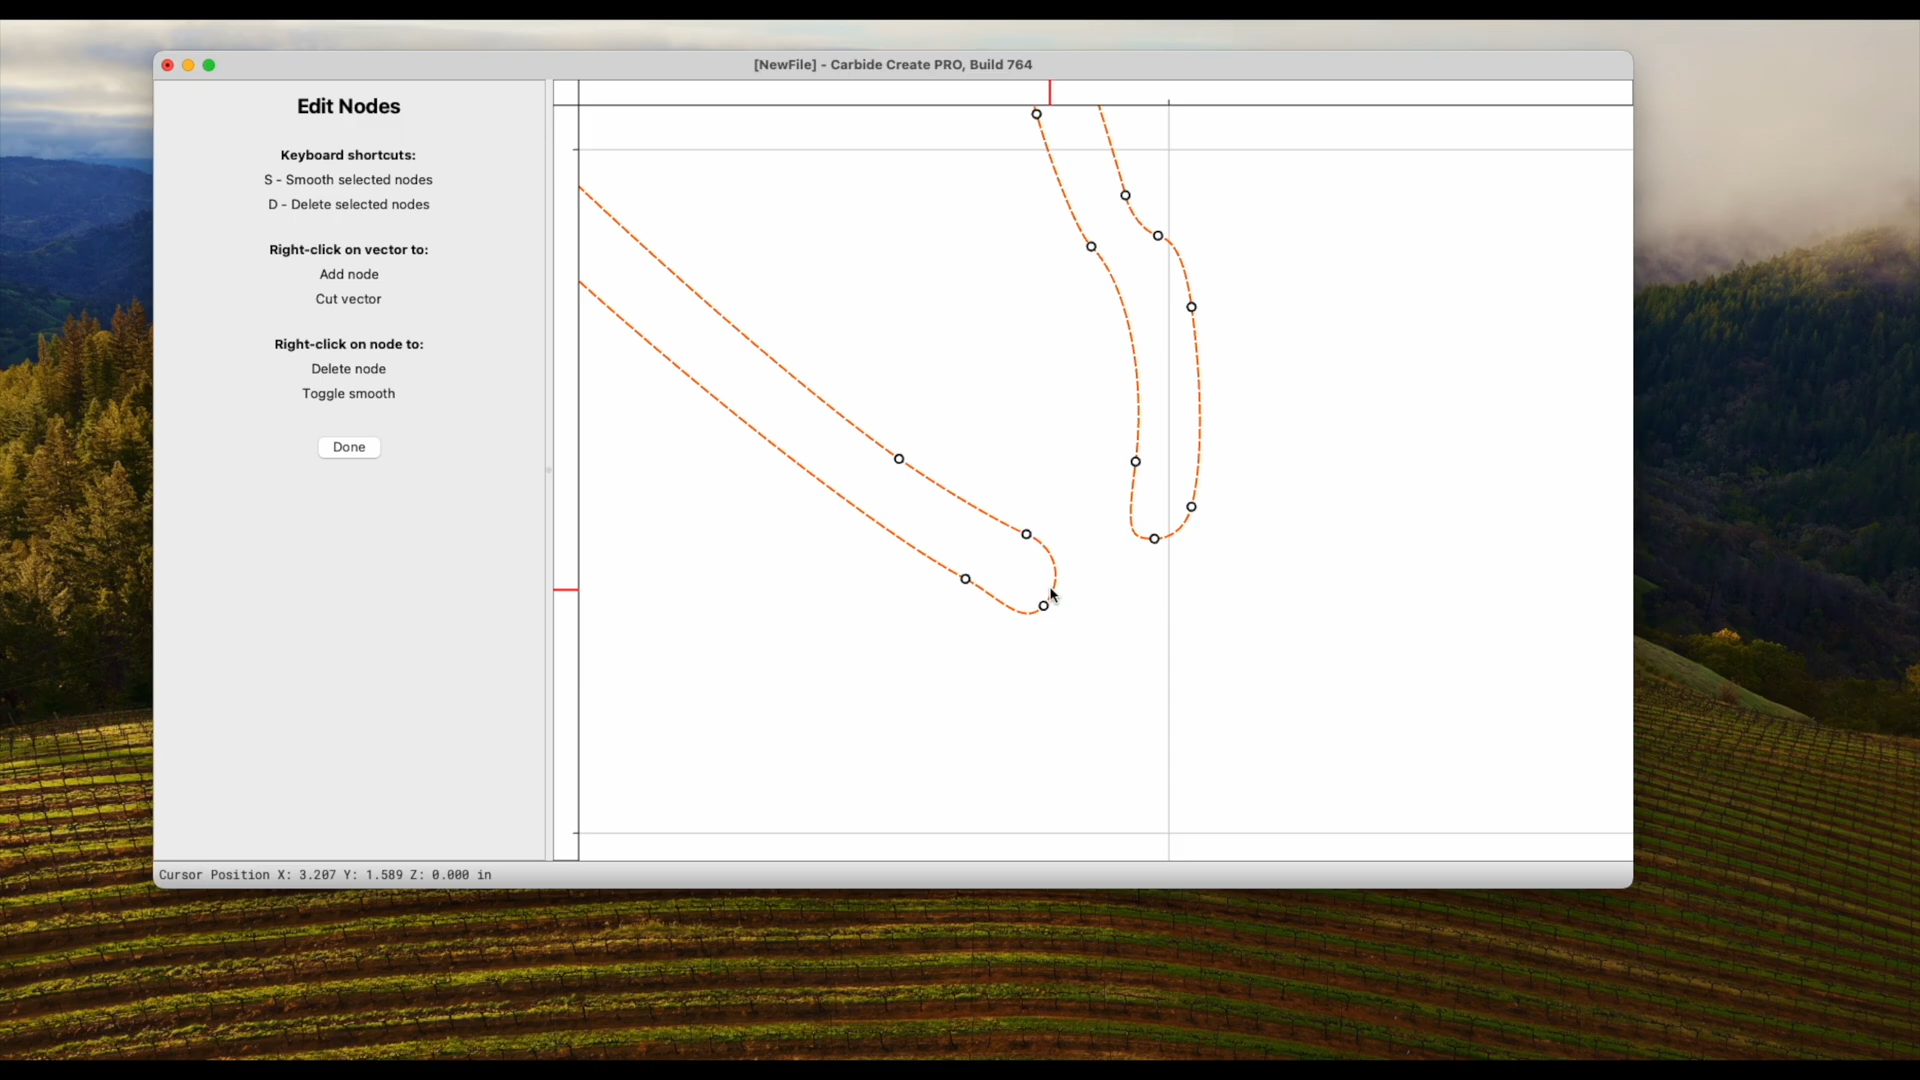 [NewFile] - Carbide Create PRO, Build 764
Edit Nodes
Keyboard shortcuts:
S - Smooth selected nodes
D - Delete selected nodes
Right-click on vector to:
Add node
Cut vector
Right-click on node to:
Delete node
Toggle smooth
Done
Cursor Position X: 3.207 Y: 1.589 Z: 0.000 in